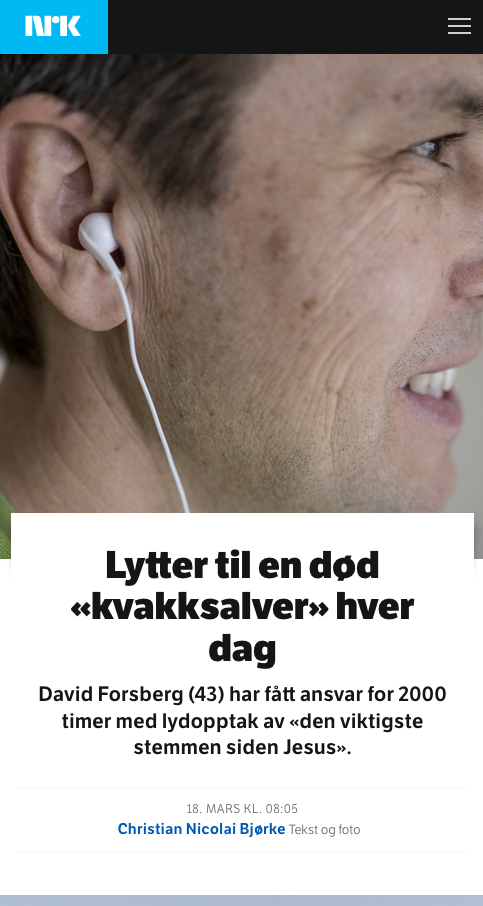 nrk
Lytter til en død
«kvakksalver» hver
dag
David Forsberg (43) har fått ansvar for 2000
timer med lydopptak av «den viktigste
stemmen siden Jesus».
18. MARS KL. 08:05
Christian Nicolai Bjørke Tekst og foto